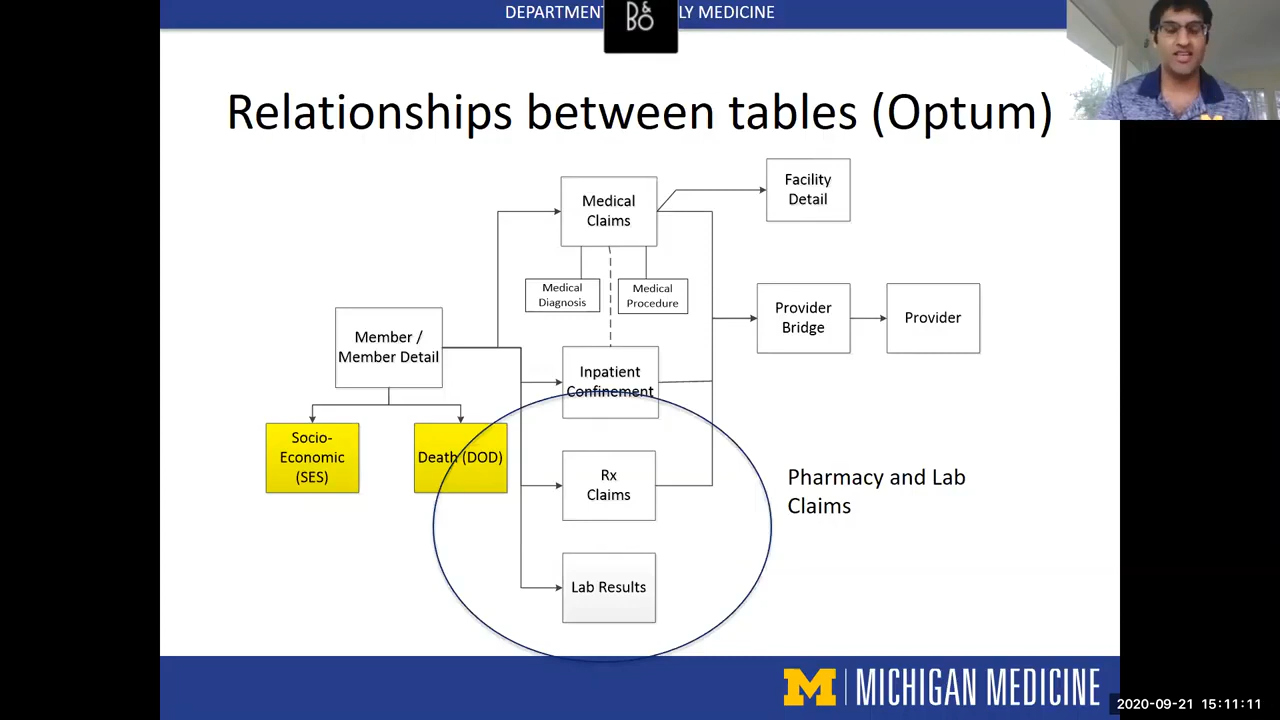 DEPARTMENT LY MEDICINE
D&
BO
Relationships between tables (Optum)
Facility
Detail
Medical
Claims
Medical
Diagnosis
Medical
Procedure
Provider
Bridge
Provider
Member /
Member Detail
Inpatient
Confinement
Socio-
Economic
(SES)
Death (DOD)
Rx
Claims
Pharmacy and Lab
Claims
Lab Results
M
M MICHIGAN MEDICINE
2020-09-21 15:11:11